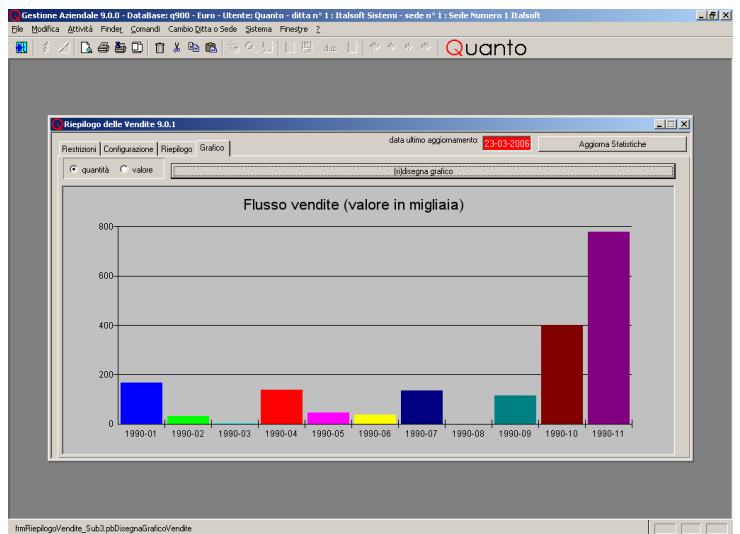 Gestione Aziendale 9.0.0 - DataBase: q900 - Euro - Utente: Quanto - ditta n° 1 : Italsoft Sistemi - sede n° 1 : Sede Numero 1 Italsoft
File Modifica Attività Finder Comandi Cambio Ditta o Sede Sistema Finestre ?
dup
Quanto
Riepilogo delle Vendite 9.0.1
Restrizioni Configurazione Riepilogo Grafico
data ultimo aggiornamento: 23-03-2006 Aggiorna Statistiche
quantità valore (ri)disegna grafico
Flusso vendite (valore in migliaia)
800
600
400
200
0
1990-01 1990-02 1990-03 1990-04 1990-05 1990-06 1990-07 1990-08 1990-09 1990-10 1990-11
frmRiepilogoVendite_Sub3.pbDisegnaGraficoVendite